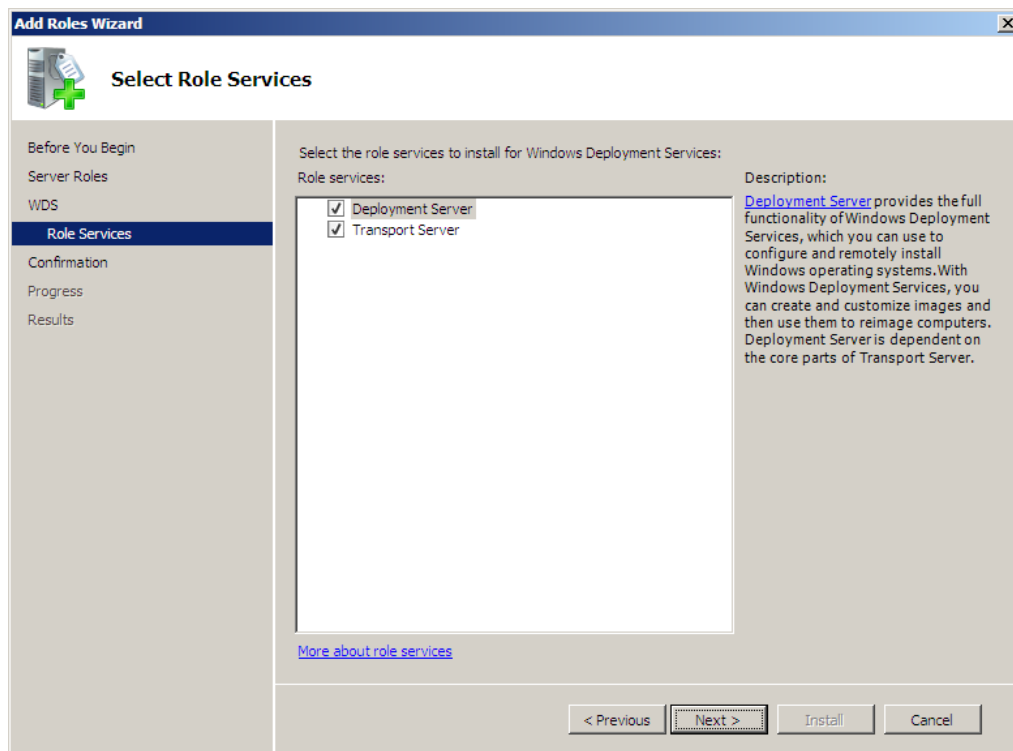 Add Roles Wizard
Select Role Services
Before You Begin
Server Roles
WDS
Role Services
Confirmation
Progress
Results
Select the role services to install for Windows Deployment Services:
Role services:
Deployment Server
Transport Server
More about role services
Description:
Deployment Server provides the full
functionality of Windows Deployment
Services, which you can use to
configure and remotely install
Windows operating systems.With
Windows Deployment Services, you
can create and customize images and
then use them to reimage computers.
Deployment Server is dependent on
the core parts of Transport Server.
< Previous
Next >
Install
Cancel